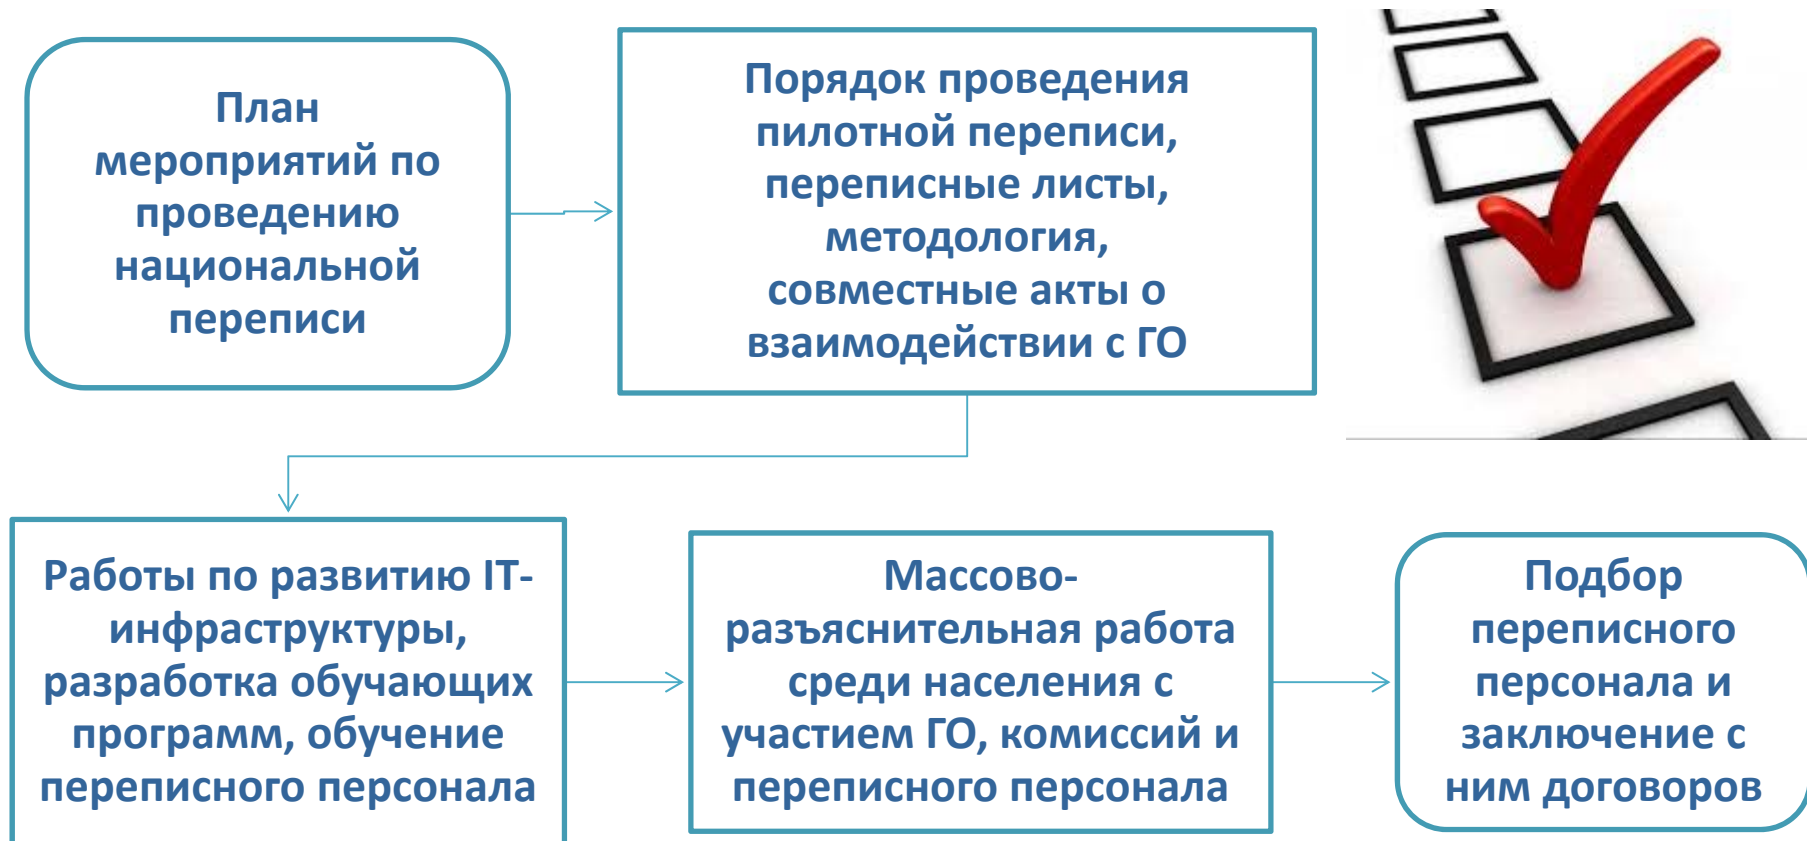 План
мероприятий по
проведению
национальной
переписи
Порядок проведения
пилотной переписи,
переписные листы,
методология,
совместные акты о
взаимодействии с ГО
Работы по развитию IT-
инфраструктуры,
разработка обучающих
программ, обучение
переписного персонала
Массово-
разъяснительная работа
среди населения с
участием ГО, комиссий и
переписного персонала
Подбор
переписного
персонала и
заключение с
ним договоров